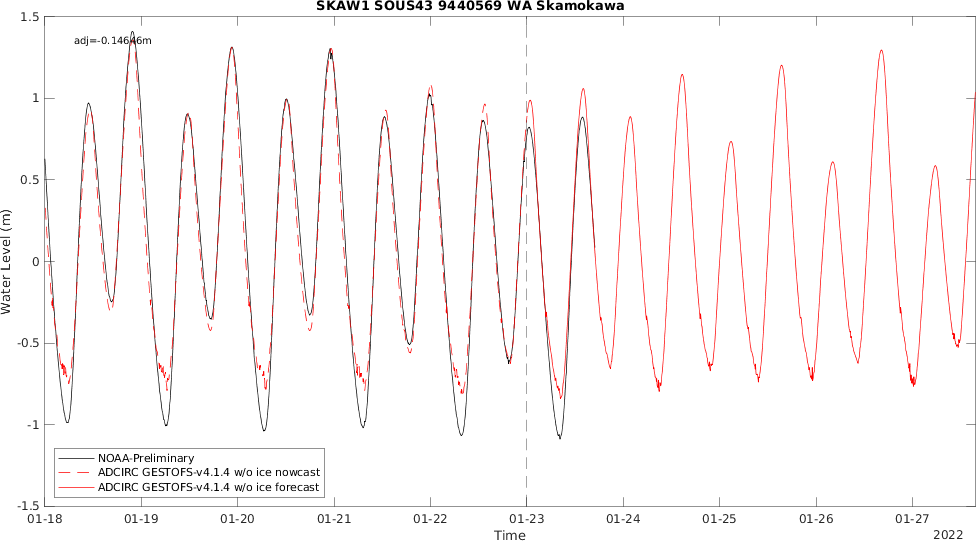 SKAW1 SOUS43 9440569 WA Skamokawa
adj=-0.14646m
1.5
1
0.5
0
-0.5
-1
-1.5
Water Level (m)
NOAA-Preliminary
ADCIRC GESTOFS-v4.1.4 w/o ice nowcast
ADCIRC GESTOFS-v4.1.4 w/o ice forecast
01-18 01-19 01-20 01-21 01-22 01-23 01-24 01-25 01-26 01-27
Time
2022